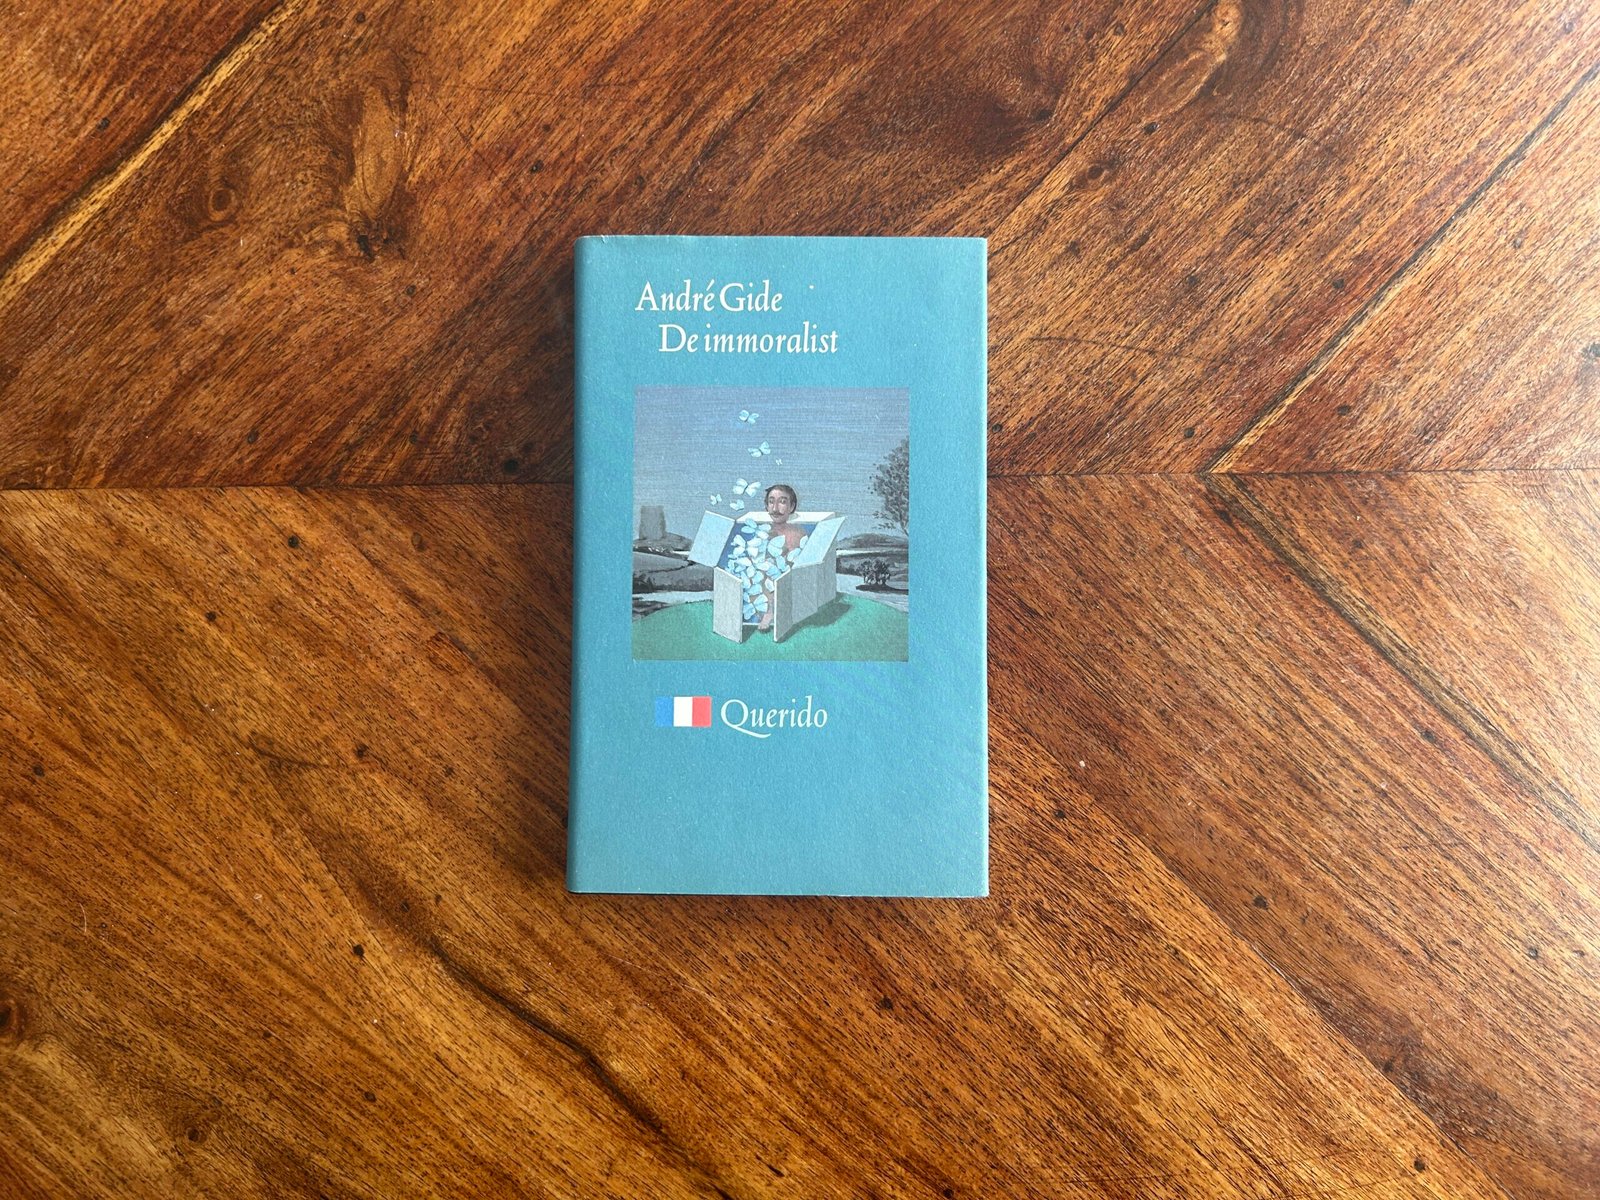 André Gide
De immoralist
Querido